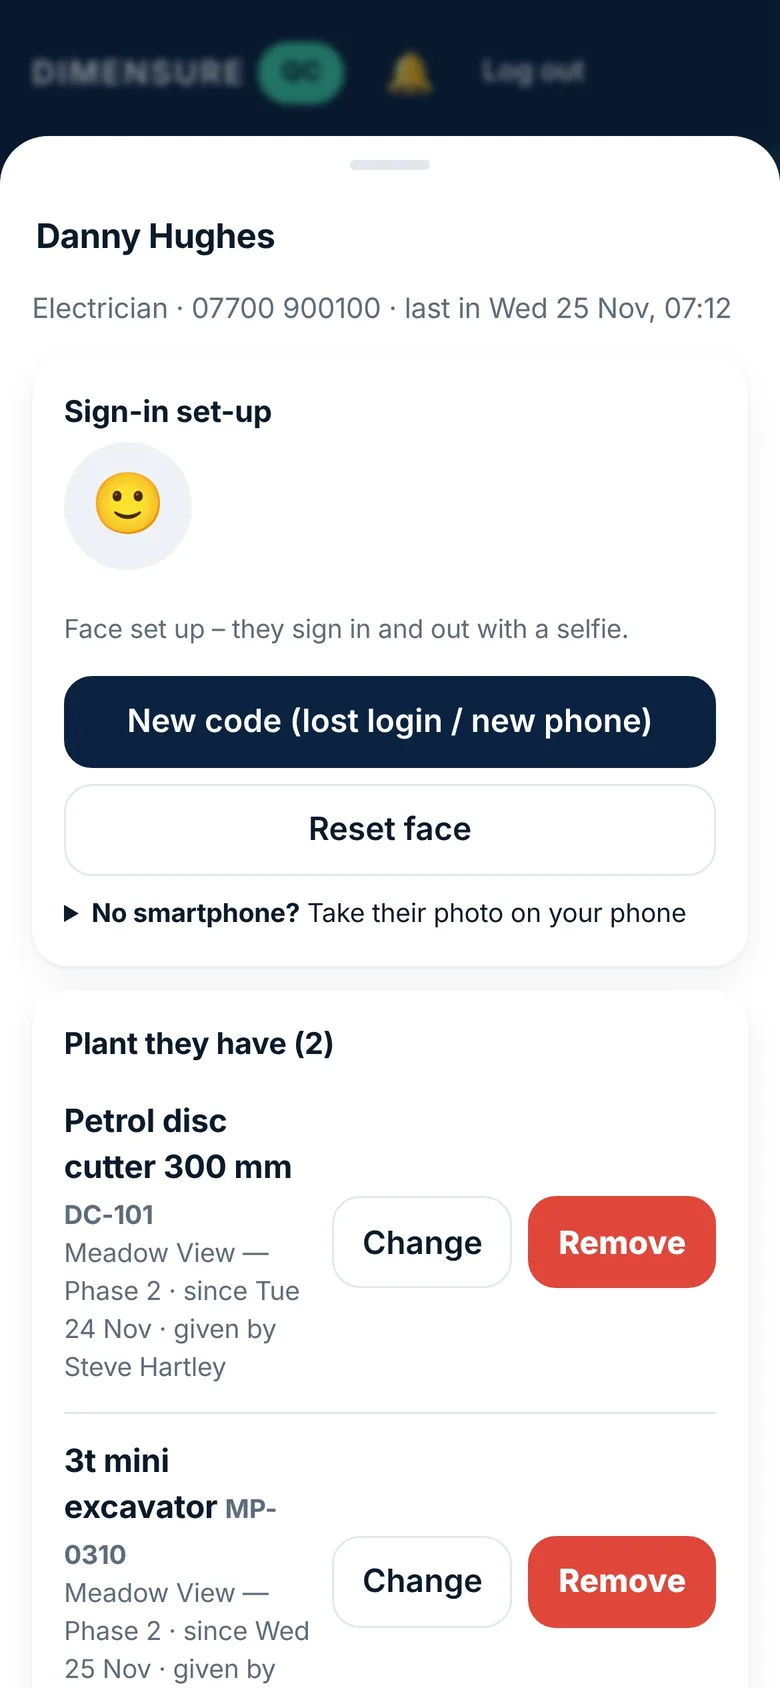 DIMENSURE QC Log out
Danny Hughes
Electrician · 07700 900100 · last in Wed 25 Nov, 07:12
Sign-in set-up
Face set up – they sign in and out with a selfie.
New code (lost login / new phone)
Reset face
No smartphone? Take their photo on your phone
Plant they have (2)
Petrol disc
cutter 300 mm
DC-101
Meadow View —
Phase 2 · since Tue
24 Nov · given by
Steve Hartley
Change
Remove
3t mini
excavator MP-
0310
Meadow View —
Phase 2 · since Wed
25 Nov · given by
Change
Remove